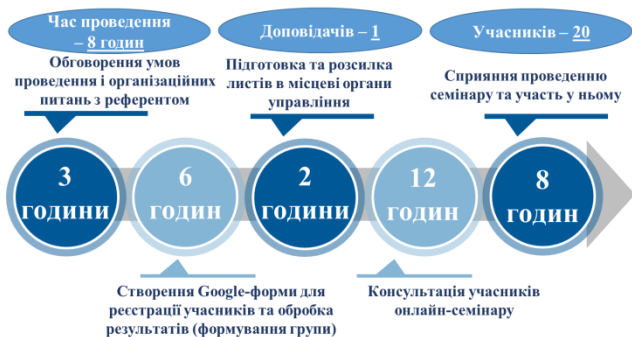 Час проведення
– 8 годин
Доповідачів – 1
Учасників – 20
Обговорення умов
проведення і організаційних
питань з референтом
Підготовка та розсилка
листів в місцеві органи
управління
Сприяння проведенню
семінару та участь у ньому
3
години
6
годин
2
години
12
годин
8
годин
Створення Google-форми для
реєстрації учасників та обробка
результатів (формування групи)
Консультація учасників
онлайн-семінару